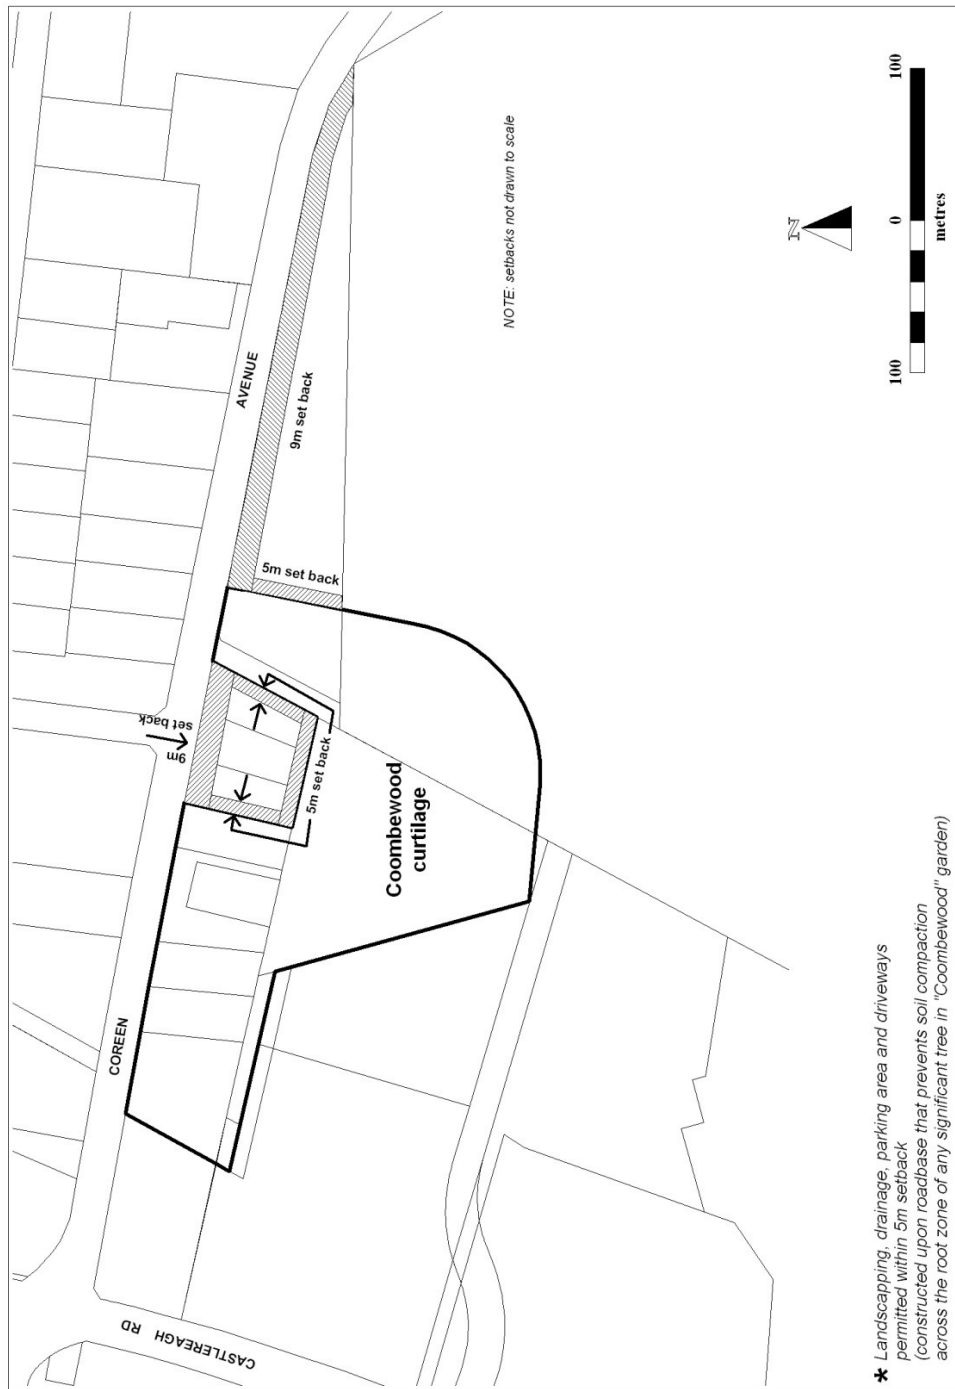 COREEN
AVENUE
CASTLEREAGH RD
9m
set back
5m set back
5m set back
9m set back
Coombewood
curtilage
NOTE: setbacks not drawn to scale
N
100
0
100
metres
* Landscapping, drainage, parking area and driveways
permitted within 5m setback
(constructed upon roadbase that prevents soil compaction
across the root zone of any significant tree in "Coombewood" garden)